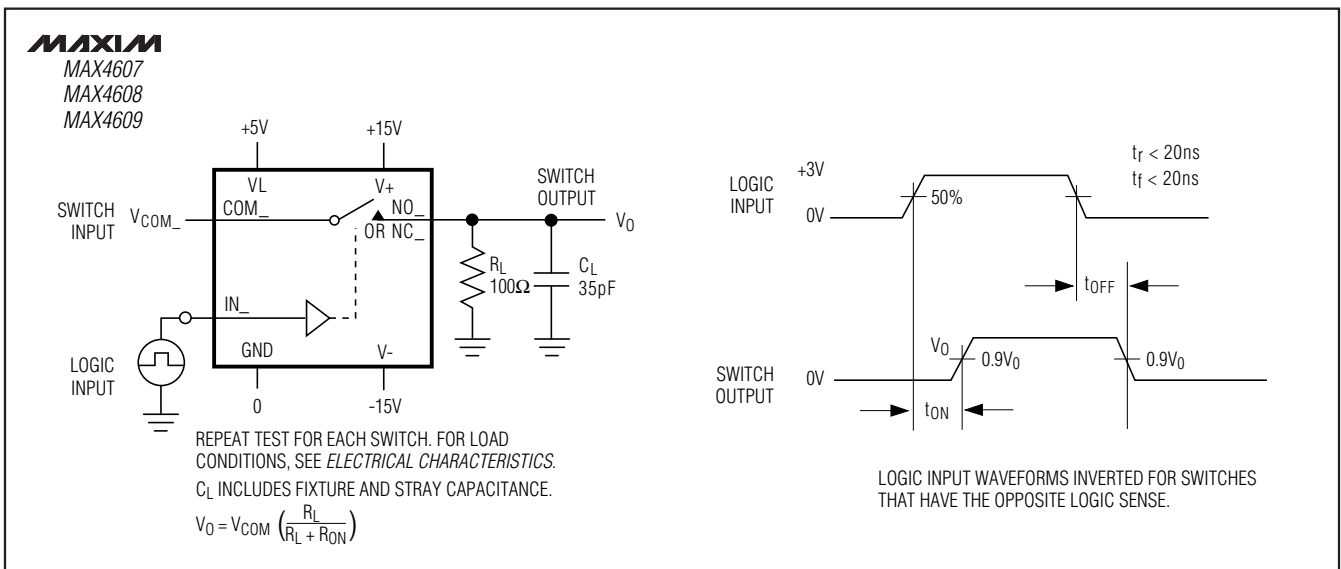 MAXIM
MAX4607
MAX4608
MAX4609
+5V
+15V
VL
V+
SWITCH
OUTPUT
SWITCH
INPUT
VCOM_
COM_
NO_
OR NC_
VO
RL
100Ω
CL
35pF
IN_
LOGIC
INPUT
GND
V-
0
-15V
REPEAT TEST FOR EACH SWITCH. FOR LOAD
CONDITIONS, SEE ELECTRICAL CHARACTERISTICS.
CL INCLUDES FIXTURE AND STRAY CAPACITANCE.
VO = VCOM (RL / RL + RON)
LOGIC
INPUT
+3V
0V
50%
tr < 20ns
tf < 20ns
tOFF
SWITCH
OUTPUT
VO
0V
0.9V0
0.9V0
tON
LOGIC INPUT WAVEFORMS INVERTED FOR SWITCHES
THAT HAVE THE OPPOSITE LOGIC SENSE.